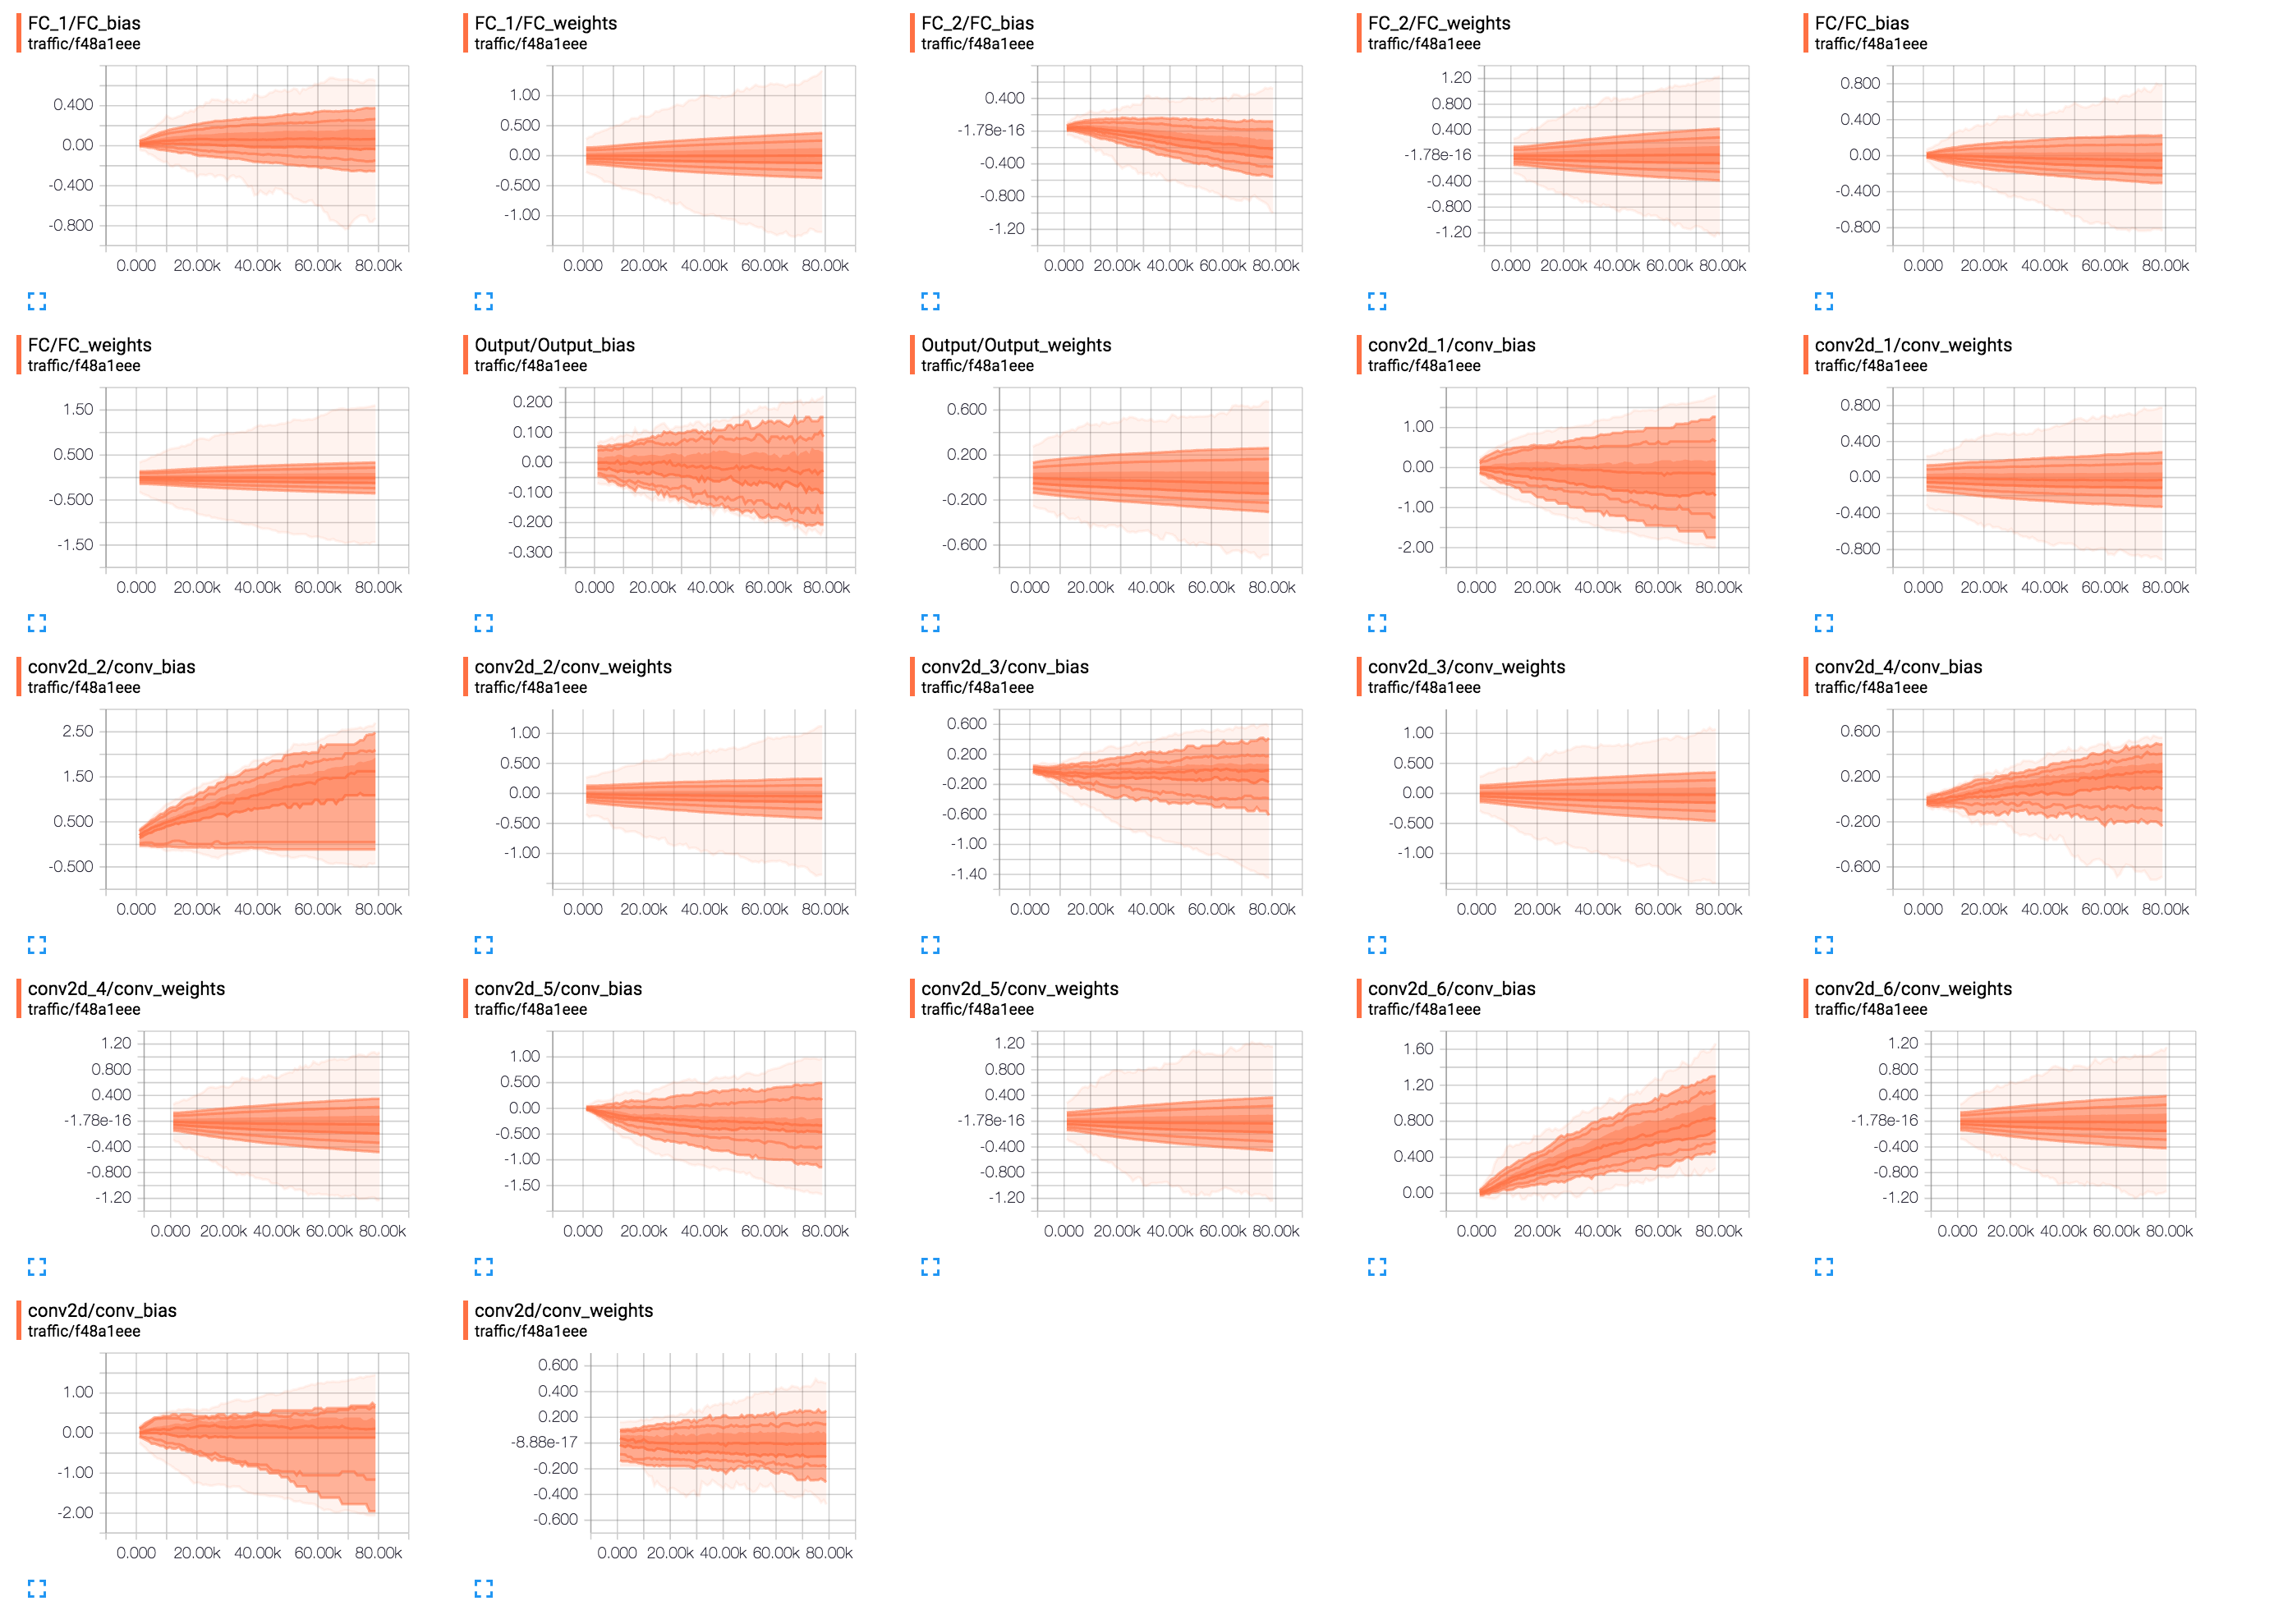 FC_1/FC_bias
traffic/f48a1eee
0.400
0.00
-0.400
-0.800
0.000 20.00k 40.00k 60.00k 80.00k
FC_1/FC_weights
traffic/f48a1eee
1.00
0.500
0.00
-0.500
-1.00
0.000 20.00k 40.00k 60.00k 80.00k
FC_2/FC_bias
traffic/f48a1eee
0.400
-1.78e-16
-0.400
-0.800
-1.20
0.000 20.00k 40.00k 60.00k 80.00k
FC_2/FC_weights
traffic/f48a1eee
1.20
0.800
0.400
-1.78e-16
-0.400
-0.800
-1.20
0.000 20.00k 40.00k 60.00k 80.00k
FC/FC_bias
traffic/f48a1eee
0.800
0.400
0.00
-0.400
-0.800
0.000 20.00k 40.00k 60.00k 80.00k
FC/FC_weights
traffic/f48a1eee
1.50
0.500
-0.500
-1.50
0.000 20.00k 40.00k 60.00k 80.00k
Output/Output_bias
traffic/f48a1eee
0.200
0.100
0.00
-0.100
-0.200
-0.300
0.000 20.00k 40.00k 60.00k 80.00k
Output/Output_weights
traffic/f48a1eee
0.600
0.200
-0.200
-0.600
0.000 20.00k 40.00k 60.00k 80.00k
conv2d_1/conv_bias
traffic/f48a1eee
1.00
0.00
-1.00
-2.00
0.000 20.00k 40.00k 60.00k 80.00k
conv2d_1/conv_weights
traffic/f48a1eee
0.800
0.400
0.00
-0.400
-0.800
0.000 20.00k 40.00k 60.00k 80.00k
conv2d_2/conv_bias
traffic/f48a1eee
2.50
1.50
0.500
-0.500
0.000 20.00k 40.00k 60.00k 80.00k
conv2d_2/conv_weights
traffic/f48a1eee
1.00
0.500
0.00
-0.500
-1.00
0.000 20.00k 40.00k 60.00k 80.00k
conv2d_3/conv_bias
traffic/f48a1eee
0.600
0.200
-0.200
-0.600
-1.00
-1.40
0.000 20.00k 40.00k 60.00k 80.00k
conv2d_3/conv_weights
traffic/f48a1eee
1.00
0.500
0.00
-0.500
-1.00
0.000 20.00k 40.00k 60.00k 80.00k
conv2d_4/conv_bias
traffic/f48a1eee
0.600
0.200
-0.200
-0.600
0.000 20.00k 40.00k 60.00k 80.00k
conv2d_4/conv_weights
traffic/f48a1eee
1.20
0.800
0.400
-1.78e-16
-0.400
-0.800
-1.20
0.000 20.00k 40.00k 60.00k 80.00k
conv2d_5/conv_bias
traffic/f48a1eee
1.00
0.500
0.00
-0.500
-1.00
-1.50
0.000 20.00k 40.00k 60.00k 80.00k
conv2d_5/conv_weights
traffic/f48a1eee
1.20
0.800
0.400
-1.78e-16
-0.400
-0.800
-1.20
0.000 20.00k 40.00k 60.00k 80.00k
conv2d_6/conv_bias
traffic/f48a1eee
1.60
1.20
0.800
0.400
0.00
0.000 20.00k 40.00k 60.00k 80.00k
conv2d_6/conv_weights
traffic/f48a1eee
1.20
0.800
0.400
-1.78e-16
-0.400
-0.800
-1.20
0.000 20.00k 40.00k 60.00k 80.00k
conv2d/conv_bias
traffic/f48a1eee
1.00
0.00
-1.00
-2.00
0.000 20.00k 40.00k 60.00k 80.00k
conv2d/conv_weights
traffic/f48a1eee
0.600
0.400
0.200
-8.88e-17
-0.200
-0.400
-0.600
0.000 20.00k 40.00k 60.00k 80.00k